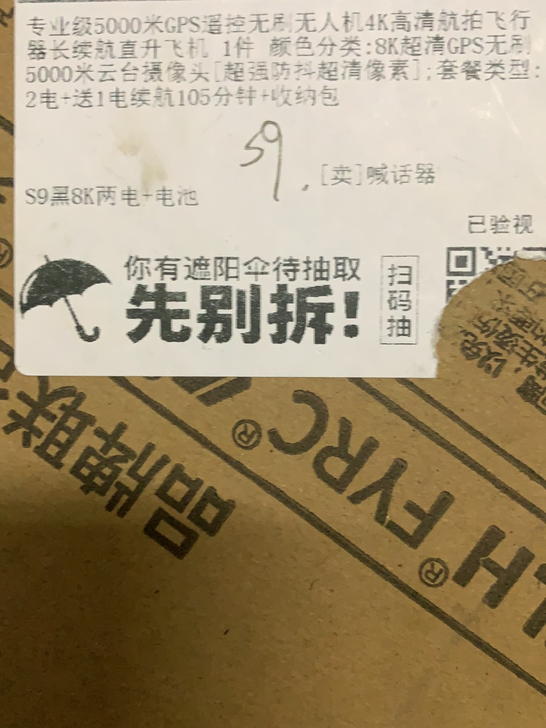 专业级5000米GPS遥控无刷无人机4K高清航拍飞行
器长续航直升飞机 1件 颜色分类:8K超清GPS无刷
5000米云台摄像头[超强防抖超清像素];套餐类型:
2电+送1电续航105分钟+收纳包
S9
[卖]喊话器
S9黑8K两电+电池
已验视
你有遮阳伞待抽取
先别拆!
扫码抽
品牌联
® FYRC
LH®